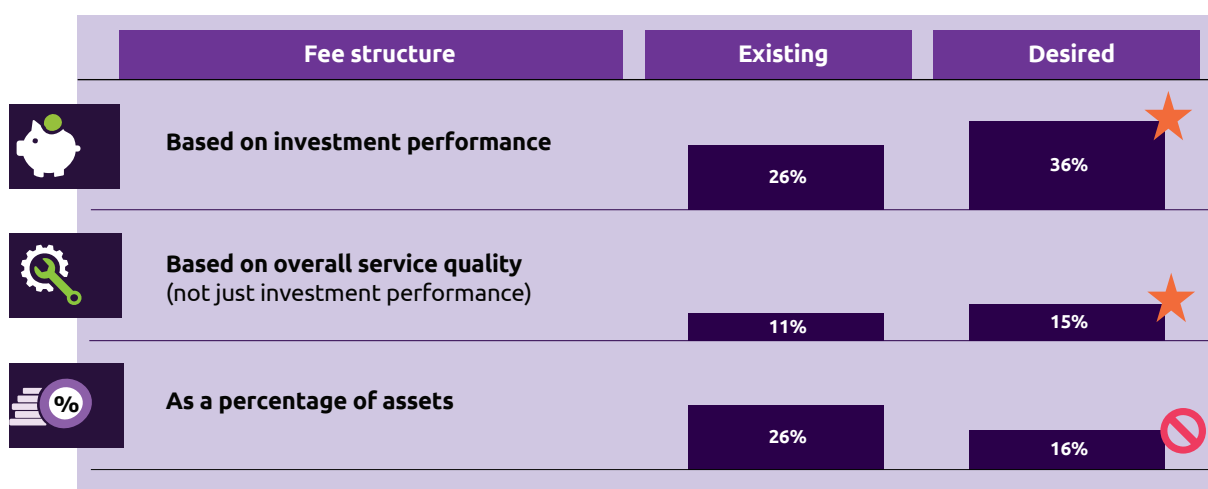 Fee structure Existing Desired
Based on investment performance
26% 36%
Based on overall service quality
(not just investment performance)
11% 15%
%
As a percentage of assets
26% 16%